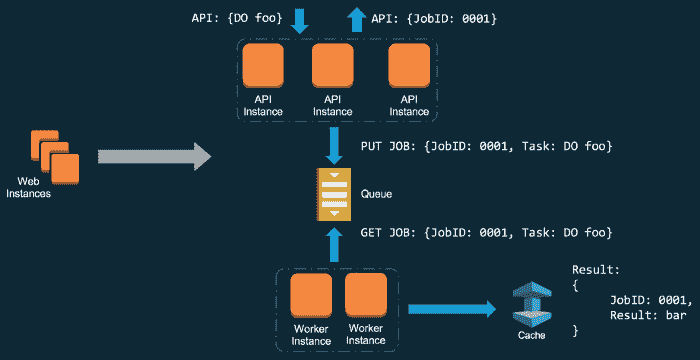 API: {DO foo}
API: {JobID: 0001}
API
Instance
API
Instance
API
Instance
Web
Instances
PUT JOB: {JobID: 0001, Task: DO foo}
Queue
GET JOB: {JobID: 0001, Task: DO foo}
Worker
Instance
Worker
Instance
Cache
Result:
{
JobID: 0001,
Result: bar
}